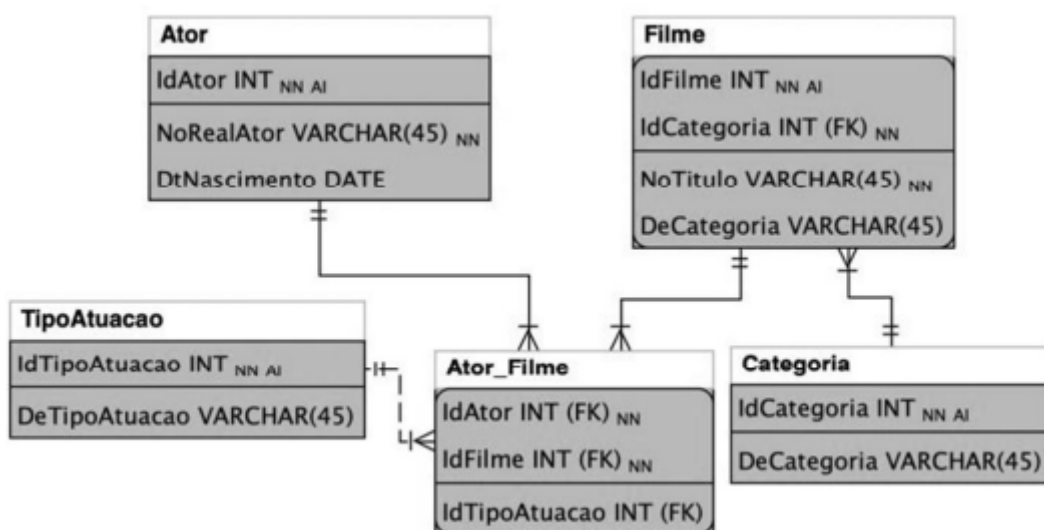 Ator
IdAtor INT NN AI
NoRealAtor VARCHAR(45) NN
DtNascimento DATE
Filme
IdFilme INT NN AI
IdCategoria INT (FK) NN
NoTitulo VARCHAR(45) NN
DeCategoria VARCHAR(45)
TipoAtuacao
IdTipoAtuacao INT NN AI
DeTipoAtuacao VARCHAR(45)
Ator_Filme
IdAtor INT (FK) NN
IdFilme INT (FK) NN
IdTipoAtuacao INT (FK)
Categoria
IdCategoria INT NN AI
DeCategoria VARCHAR(45)